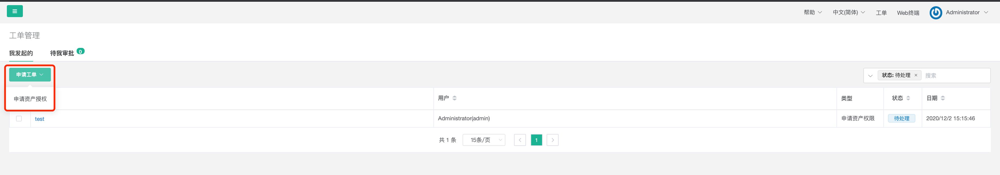 帮助 中文(简体) 工单 Web终端 Administrator
工单管理
我发起的 待我审批 0
申请工单
状态: 待处理 × 搜索
申请资产授权
用户 类型 状态 日期
test Administrator(admin) 申请资产权限 待处理 2020/12/2 15:15:46
共 1 条 15条/页 1